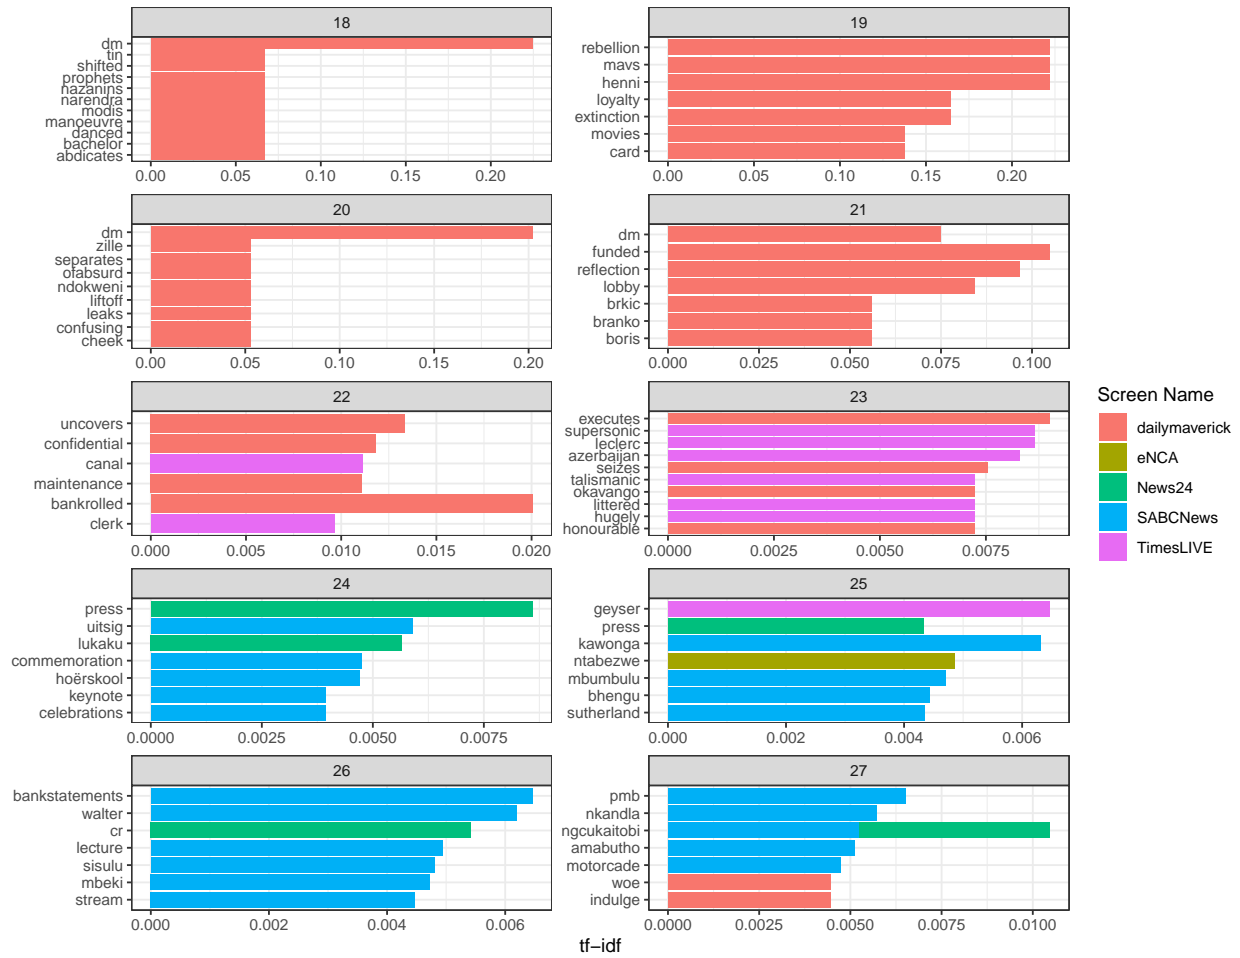 18
dm
tin
shifted
prophets
nazanins
narendra
modis
manoeuvre
danced
bachelor
abdicates
0.00 0.05 0.10 0.15 0.20
19
rebellion
mavs
henni
loyalty
extinction
movies
card
0.00 0.05 0.10 0.15 0.20
20
dm
zille
separates
ofabsurd
ndokweni
liftoff
leaks
confusing
cheek
0.00 0.05 0.10 0.15 0.20
21
dm
funded
reflection
lobby
brkic
branko
boris
0.000 0.025 0.050 0.075 0.100
22
uncovers
confidential
canal
maintenance
bankrolled
clerk
0.000 0.005 0.010 0.015 0.020
23
executes
supersonic
leclerc
azerbaijan
seizes
talismanic
okavango
littered
hugely
honourable
0.0000 0.0025 0.0050 0.0075
24
press
uitsig
lukaku
commemoration
hoërskool
keynote
celebrations
0.0000 0.0025 0.0050 0.0075
25
geyser
press
kawonga
ntabezwe
mbumbulu
bhengu
sutherland
0.000 0.002 0.004 0.006
26
bankstatements
walter
cr
lecture
sisulu
mbeki
stream
0.000 0.002 0.004 0.006
27
pmb
nkandla
ngcukaitobi
amabutho
motorcade
woe
indulge
0.000 0.005 0.010
tf−idf
Screen Name
dailymaverick
eNCA
News24
SABCNews
TimesLIVE